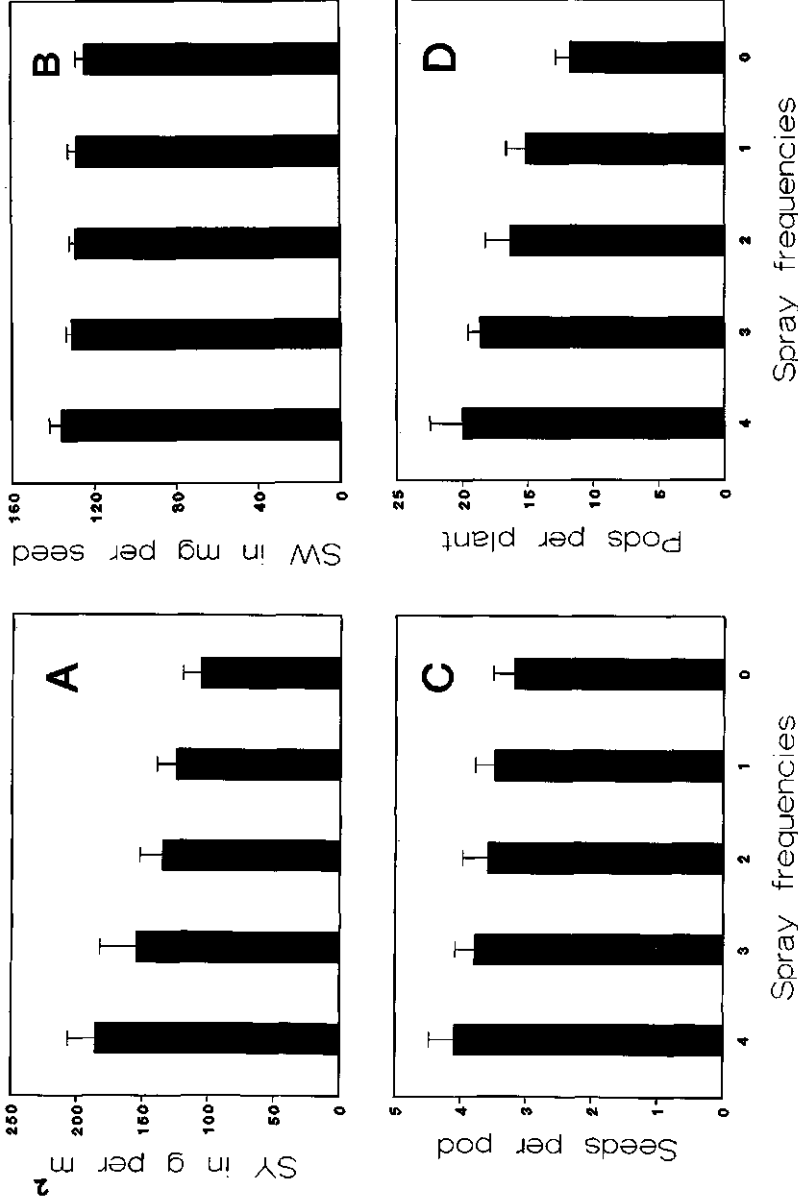 A
SY in g per m²
250
200
150
100
50
0
B
SW in mg per seed
160
120
80
40
0
C
Seeds per pod
5
4
3
2
1
0
4 3 2 1 0
Spray frequencies
D
Pods per plant
25
20
15
10
5
0
4 3 2 1 0
Spray frequencies